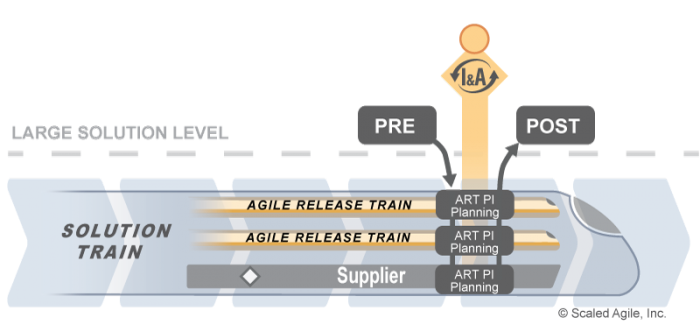 I&A
PRE
POST
LARGE SOLUTION LEVEL
AGILE RELEASE TRAIN
ART PI
Planning
SOLUTION
TRAIN
AGILE RELEASE TRAIN
ART PI
Planning
Supplier
ART PI
Planning
© Scaled Agile, Inc.